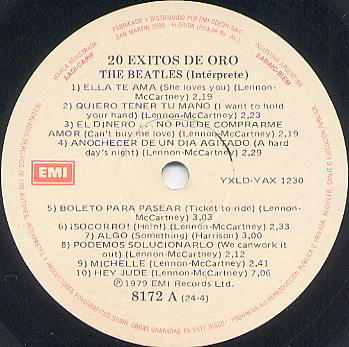 FABRICADO Y DISTRIBUIDO POR EMI-ODEON SAIC.
SAN MARTIN 3590 - FLORIDA
MARCA REGISTRADA
AADI-CAPIF
INDUSTRIA ARGENTINA
SADAIC-BIEM
20 EXITOS DE ORO
THE BEATLES (Intérprete)
1) ELLA TE AMA (She loves you) (Lennon-
McCartney) 2,19
2) QUIERO TENER TU MANO (I want to hold
your hand) (Lennon-McCartney) 2,23
3) EL DINERO NO PUEDE COMPRARME
AMOR (Can't buy me love) (Lennon-McCartney) 2,19
4) ANOCHECER DE UN DIA AGITADO (A hard
day's night) (Lennon-McCartney) 2,29
EMI
YXLD-YAX 1230
5) BOLETO PARA PASEAR (Ticket to ride) (Lennon-
McCartney) 3,03
6) ¡SOCORRO! (Help!) (Lennon-McCartney) 2,33
7) ALGO (Something) (Harrison) 3,00
8) PODEMOS SOLUCIONARLO (We canwork it
out) (Lennon-McCartney) 2,12
9) MICHELLE (Lennon-McCartney) 2,40
10) HEY JUDE (Lennon-McCartney) 7,06
Ⓟ 1979 EMI Records Ltd.
8172 A (24-4)